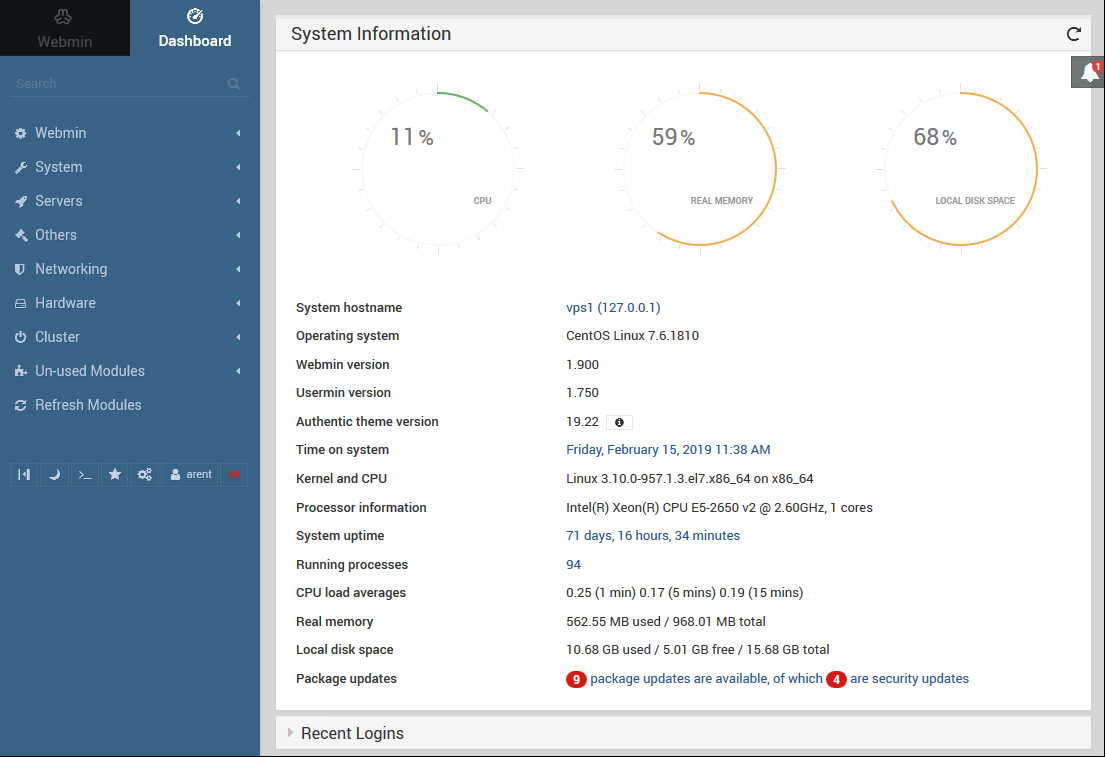 Webmin
Dashboard
Search
Webmin
System
Servers
Others
Networking
Hardware
Cluster
Un-used Modules
Refresh Modules
arent
System Information
1
11%
CPU
59%
REAL MEMORY
68%
LOCAL DISK SPACE
System hostname vps1 (127.0.0.1)
Operating system CentOS Linux 7.6.1810
Webmin version 1.900
Usermin version 1.750
Authentic theme version 19.22
Time on system Friday, February 15, 2019 11:38 AM
Kernel and CPU Linux 3.10.0-957.1.3.el7.x86_64 on x86_64
Processor information Intel(R) Xeon(R) CPU E5-2650 v2 @ 2.60GHz, 1 cores
System uptime 71 days, 16 hours, 34 minutes
Running processes 94
CPU load averages 0.25 (1 min) 0.17 (5 mins) 0.19 (15 mins)
Real memory 562.55 MB used / 968.01 MB total
Local disk space 10.68 GB used / 5.01 GB free / 15.68 GB total
Package updates 9 package updates are available, of which 4 are security updates
Recent Logins